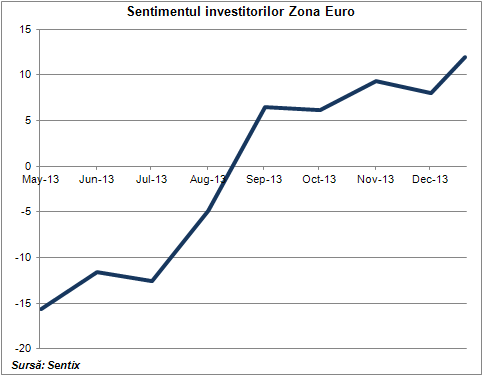 Sentimentul investitorilor Zona Euro
15
10
5
0
May-13 Jun-13 Jul-13 Aug-13 Sep-13 Oct-13 Nov-13 Dec-13
-5
-10
-15
-20
Sursă: Sentix